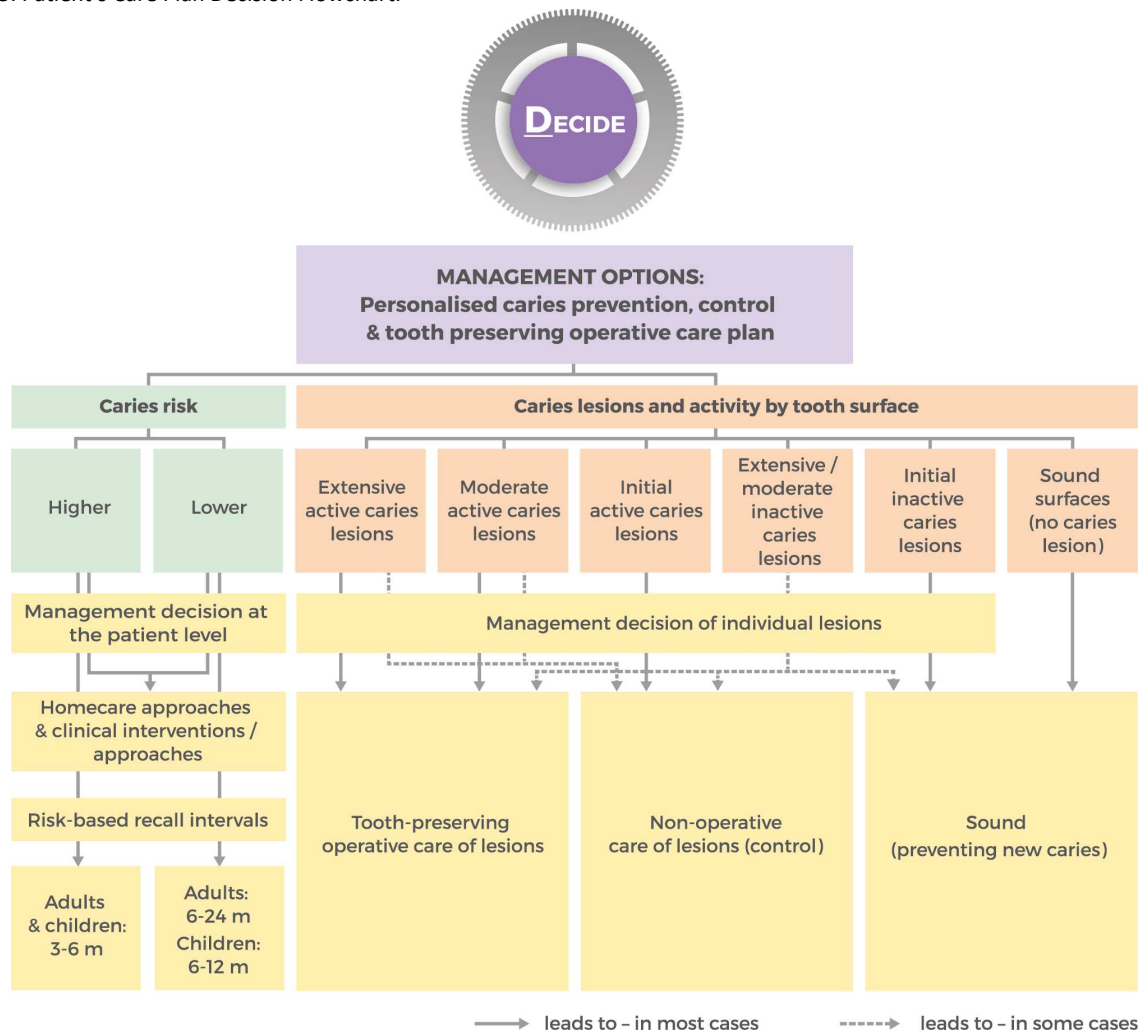 DECIDE
MANAGEMENT OPTIONS:
Personalised caries prevention, control
& tooth preserving operative care plan
Caries risk
Caries lesions and activity by tooth surface
Higher
Lower
Extensive
active caries
lesions
Moderate
active caries
lesions
Initial
active caries
lesions
Extensive /
moderate
inactive
caries
lesions
Initial
inactive
caries
lesions
Sound
surfaces
(no caries
lesion)
Management decision at
the patient level
Management decision of individual lesions
Homecare approaches
& clinical interventions /
approaches
Risk-based recall intervals
Adults
& children:
3-6 m
Adults:
6-24 m
Children:
6-12 m
Tooth-preserving
operative care of lesions
Non-operative
care of lesions (control)
Sound
(preventing new caries)
leads to – in most cases
leads to – in some cases